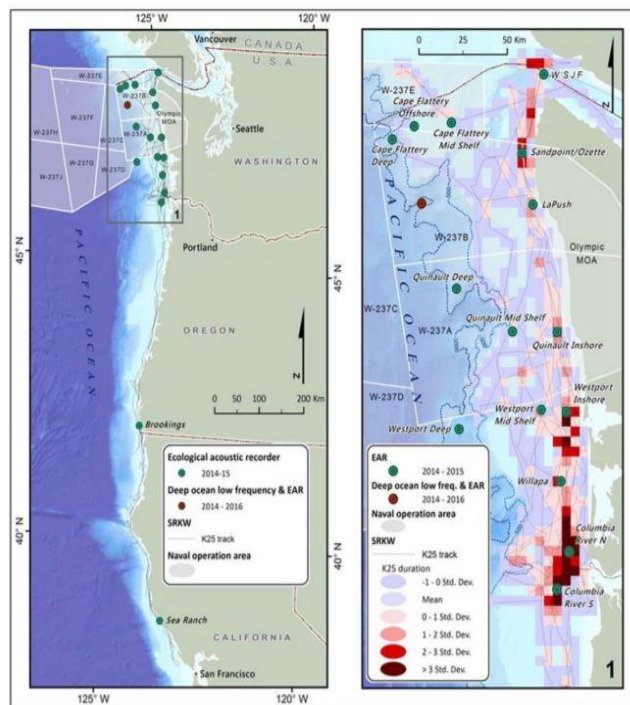 125° W
120° W
Vancouver
CANADA
U.S.A
W-237E
W-237B
W-237F
Olympic
MOA
W-237H
W-237A
W-237C
Seattle
W-237G
W-237D
W-237J
WASHINGTON
1
Portland
45° N
PACIFIC OCEAN
OREGON
N
0 50 100 200 Km
Brookings
Ecological acoustic recorder
2014-15
Deep ocean low frequency & EAR
2014 - 2016
SRKW
K25 track
Naval operation area
40° N
Sea Ranch
CALIFORNIA
San Francisco
125° W
120° W
125° W
0 25 50 Km
N
W-237E
W SJF
Cape Flattery
Offshore
Cape Flattery
Mid Shelf
Cape Flattery
Deep
Sandpoint/Ozette
LaPush
W-237B
Olympic
MOA
PACIFIC OCEAN
45° N
Quinault Deep
W-237C
Quinault Mid Shelf
W-237A
Quinault Inshore
W-237D
Westport
Inshore
Westport
Mid Shelf
Westport Deep
EAR
2014 - 2015
Deep ocean low freq. & EAR
2014 - 2016
Naval operation area
SRKW
K25 track
K25 duration
-1 - 0 Std. Dev.
Mean
0 - 1 Std. Dev.
1 - 2 Std. Dev.
2 - 3 Std. Dev.
> 3 Std. Dev.
Willapa
Columbia
River N
40° N
Columbia
River S
1